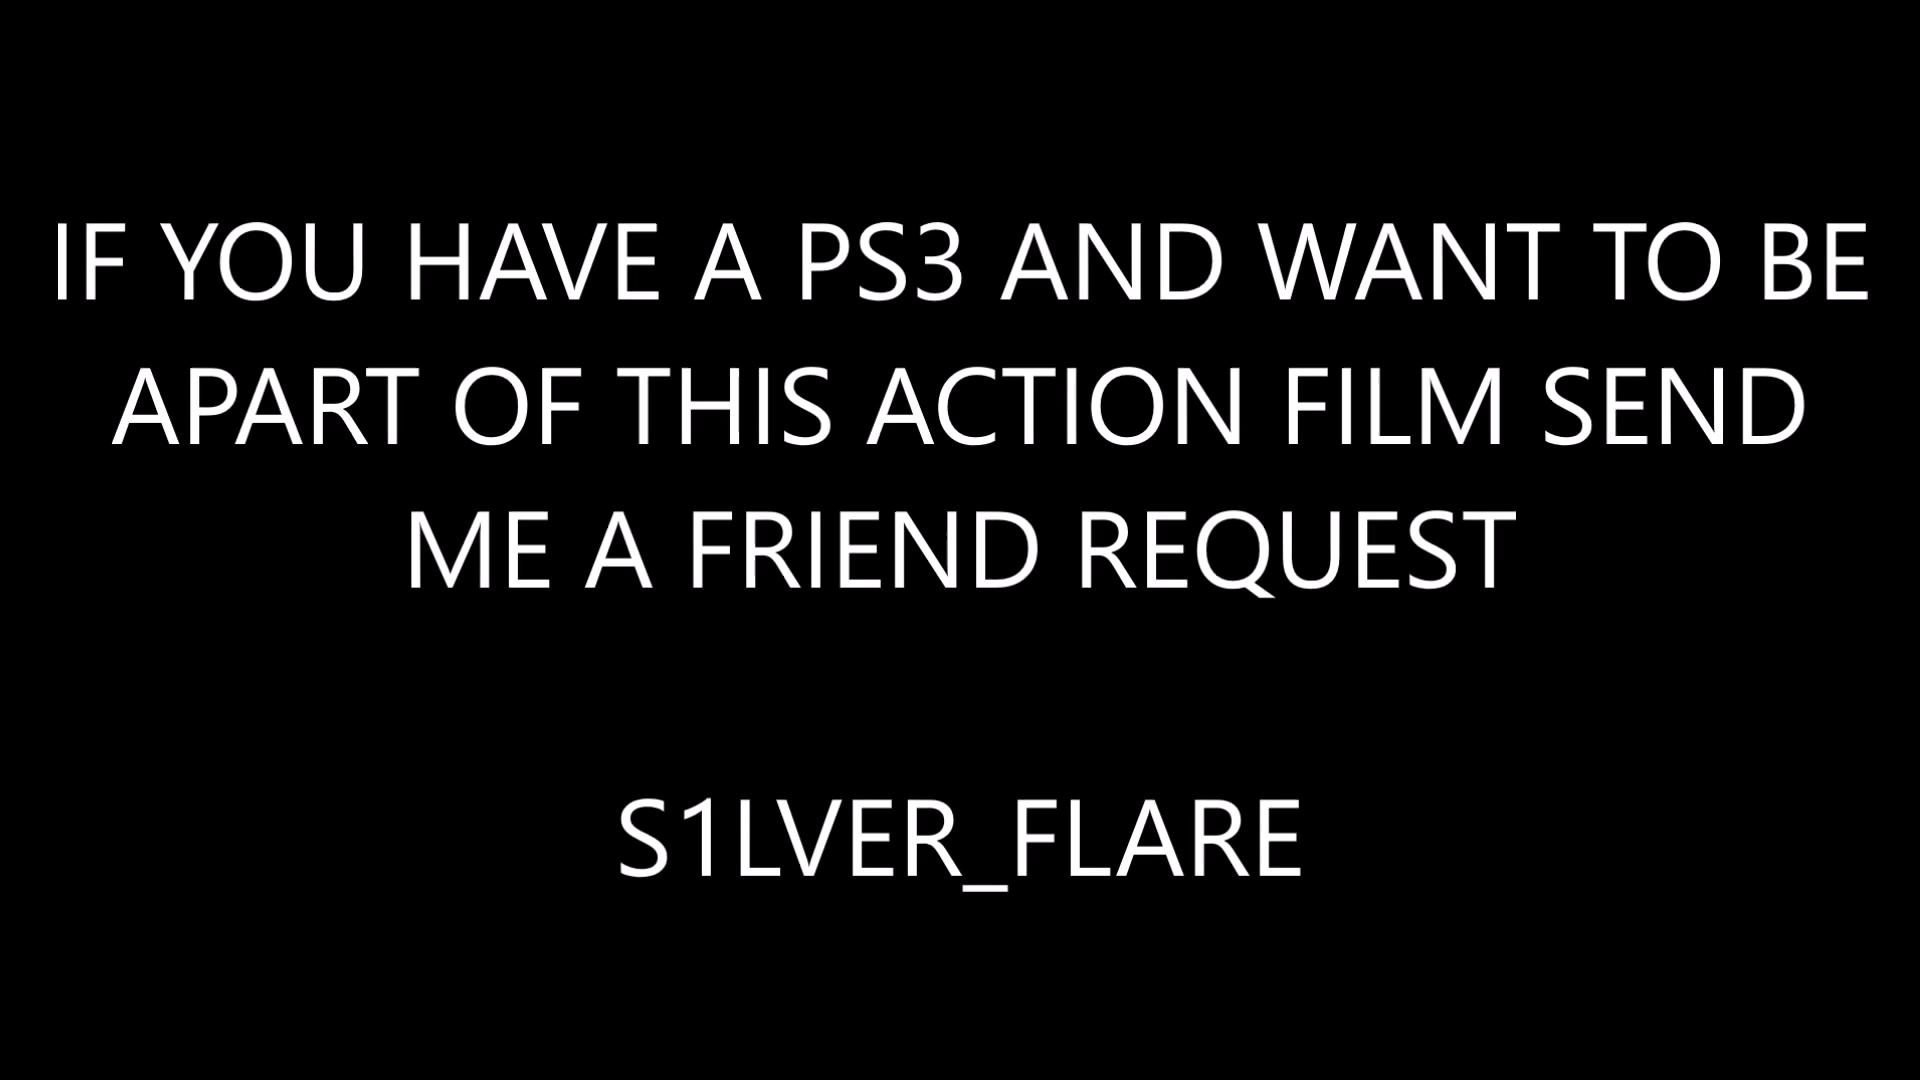 IF YOU HAVE A PS3 AND WANT TO BE
APART OF THIS ACTION FILM SEND
ME A FRIEND REQUEST
S1LVER_FLARE